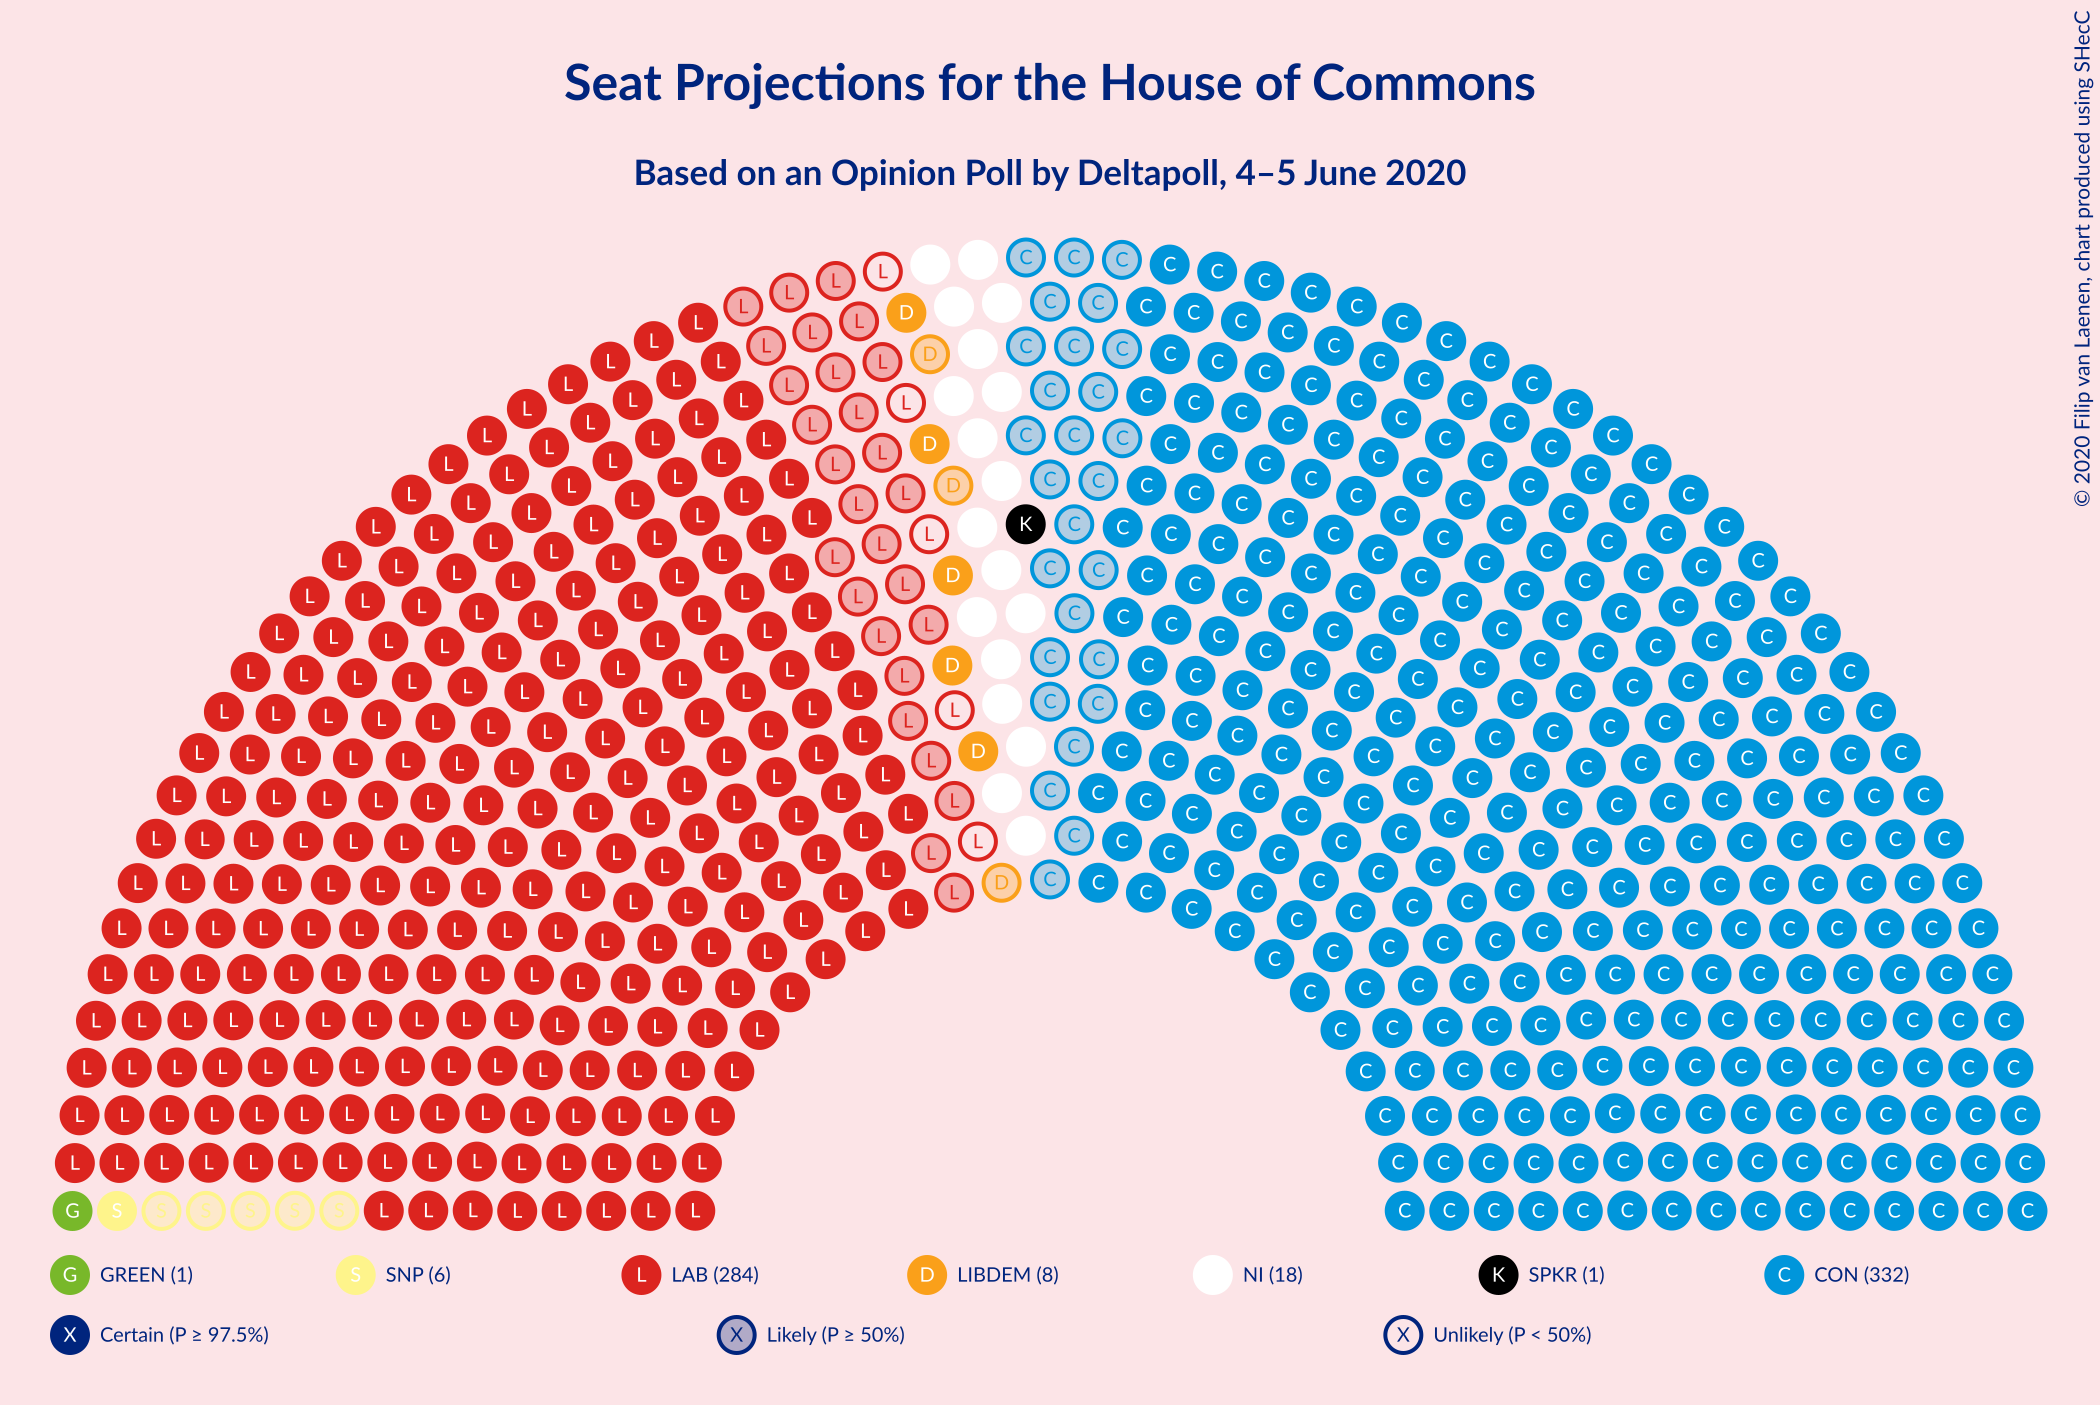 Seat Projections for the House of Commons
Based on an Opinion Poll by Deltapoll, 4–5 June 2020
© 2020 Filip van Laenen, chart produced using SHecC
G GREEN (1)
S SNP (6)
L LAB (284)
D LIBDEM (8)
NI (18)
K SPKR (1)
C CON (332)
X Certain (P ≥ 97.5%)
X Likely (P ≥ 50%)
X Unlikely (P < 50%)